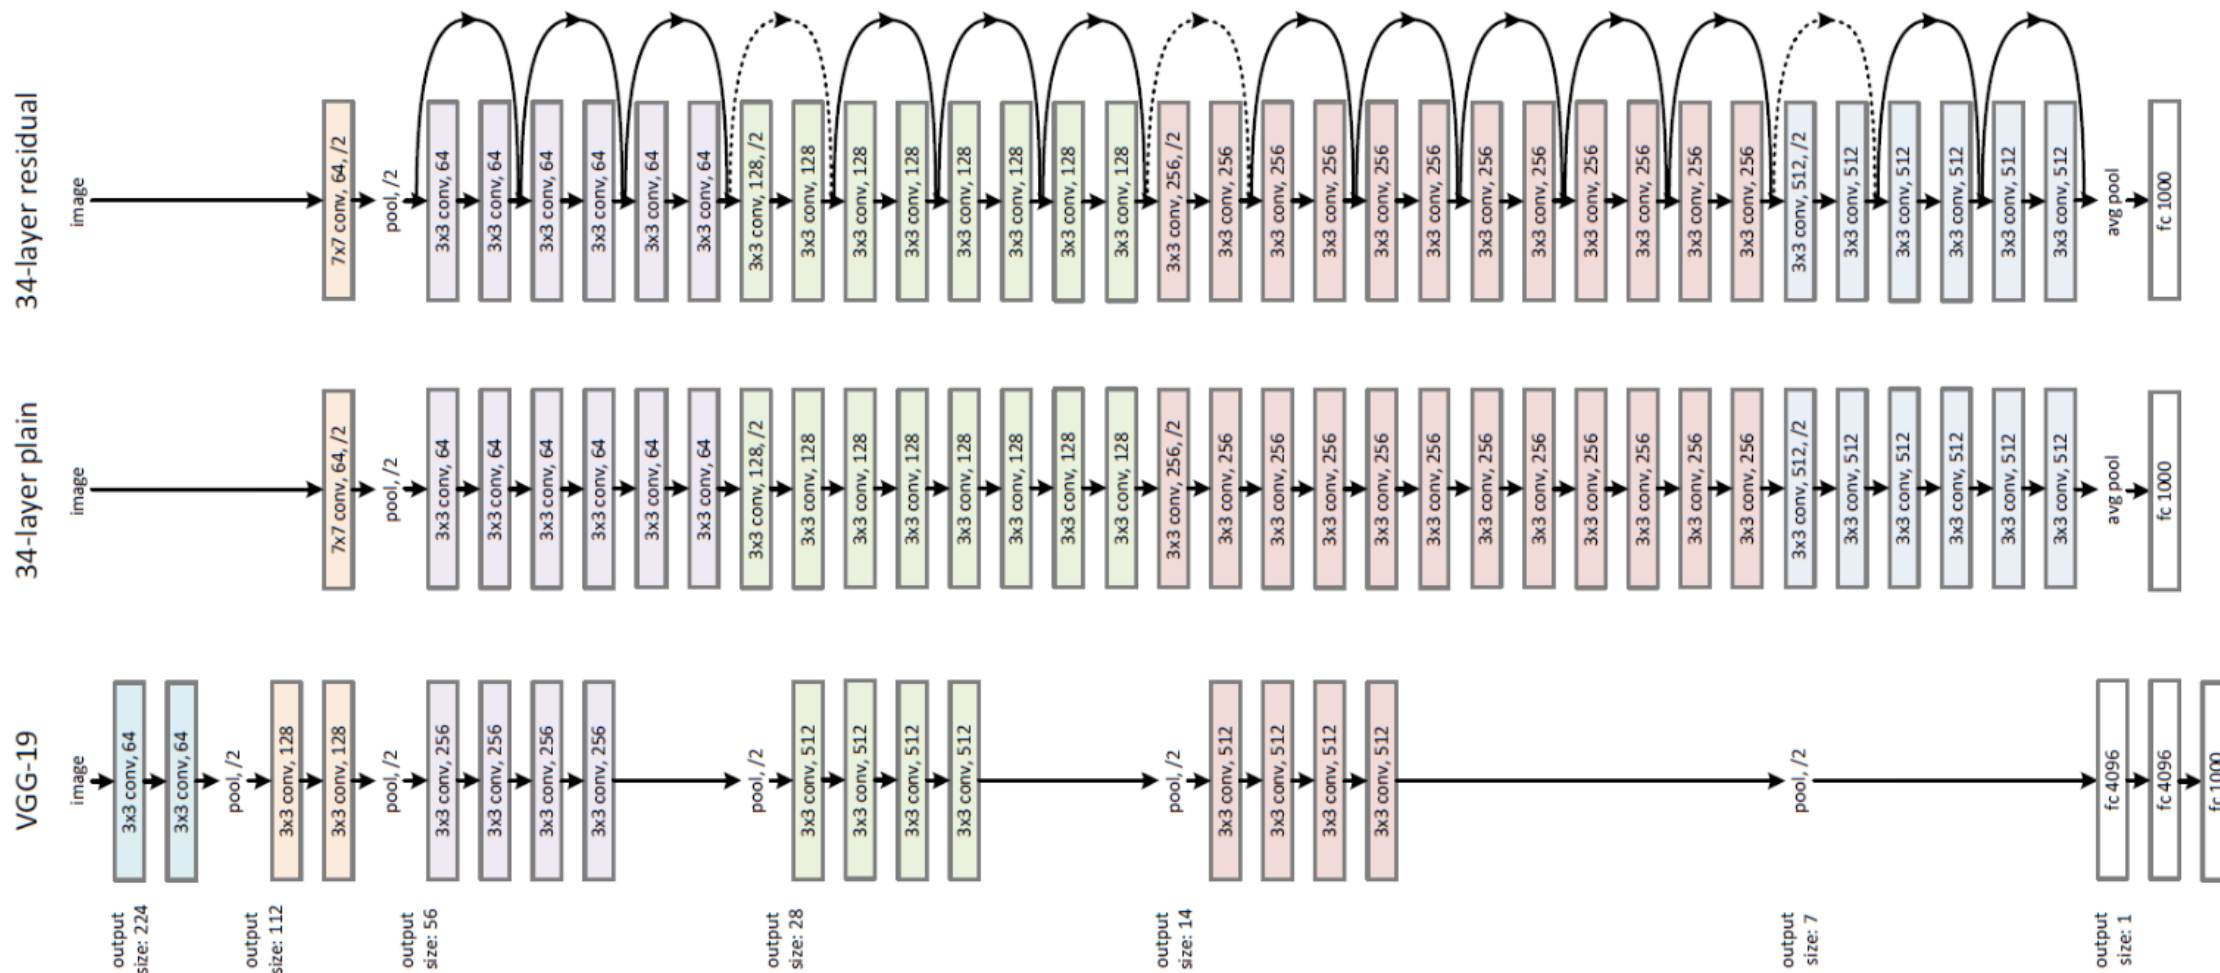 34-layer residual
image
7x7 conv, 64, /2
pool, /2
3x3 conv, 64
3x3 conv, 64
3x3 conv, 64
3x3 conv, 64
3x3 conv, 64
3x3 conv, 64
3x3 conv, 128, /2
3x3 conv, 128
3x3 conv, 128
3x3 conv, 128
3x3 conv, 128
3x3 conv, 128
3x3 conv, 128
3x3 conv, 128
3x3 conv, 256, /2
3x3 conv, 256
3x3 conv, 256
3x3 conv, 256
3x3 conv, 256
3x3 conv, 256
3x3 conv, 256
3x3 conv, 256
3x3 conv, 256
3x3 conv, 256
3x3 conv, 256
3x3 conv, 256
3x3 conv, 512, /2
3x3 conv, 512
3x3 conv, 512
3x3 conv, 512
3x3 conv, 512
3x3 conv, 512
avg pool
fc 1000
34-layer plain
image
7x7 conv, 64, /2
pool, /2
3x3 conv, 64
3x3 conv, 64
3x3 conv, 64
3x3 conv, 64
3x3 conv, 64
3x3 conv, 64
3x3 conv, 128, /2
3x3 conv, 128
3x3 conv, 128
3x3 conv, 128
3x3 conv, 128
3x3 conv, 128
3x3 conv, 128
3x3 conv, 128
3x3 conv, 256, /2
3x3 conv, 256
3x3 conv, 256
3x3 conv, 256
3x3 conv, 256
3x3 conv, 256
3x3 conv, 256
3x3 conv, 256
3x3 conv, 256
3x3 conv, 256
3x3 conv, 256
3x3 conv, 256
3x3 conv, 512, /2
3x3 conv, 512
3x3 conv, 512
3x3 conv, 512
3x3 conv, 512
3x3 conv, 512
avg pool
fc 1000
VGG-19
image
3x3 conv, 64
3x3 conv, 64
pool, /2
3x3 conv, 128
3x3 conv, 128
pool, /2
3x3 conv, 256
3x3 conv, 256
3x3 conv, 256
3x3 conv, 256
pool, /2
3x3 conv, 512
3x3 conv, 512
3x3 conv, 512
3x3 conv, 512
pool, /2
3x3 conv, 512
3x3 conv, 512
3x3 conv, 512
3x3 conv, 512
pool, /2
fc 4096
fc 4096
fc 1000
output
size: 224
output
size: 112
output
size: 56
output
size: 28
output
size: 14
output
size: 7
output
size: 1